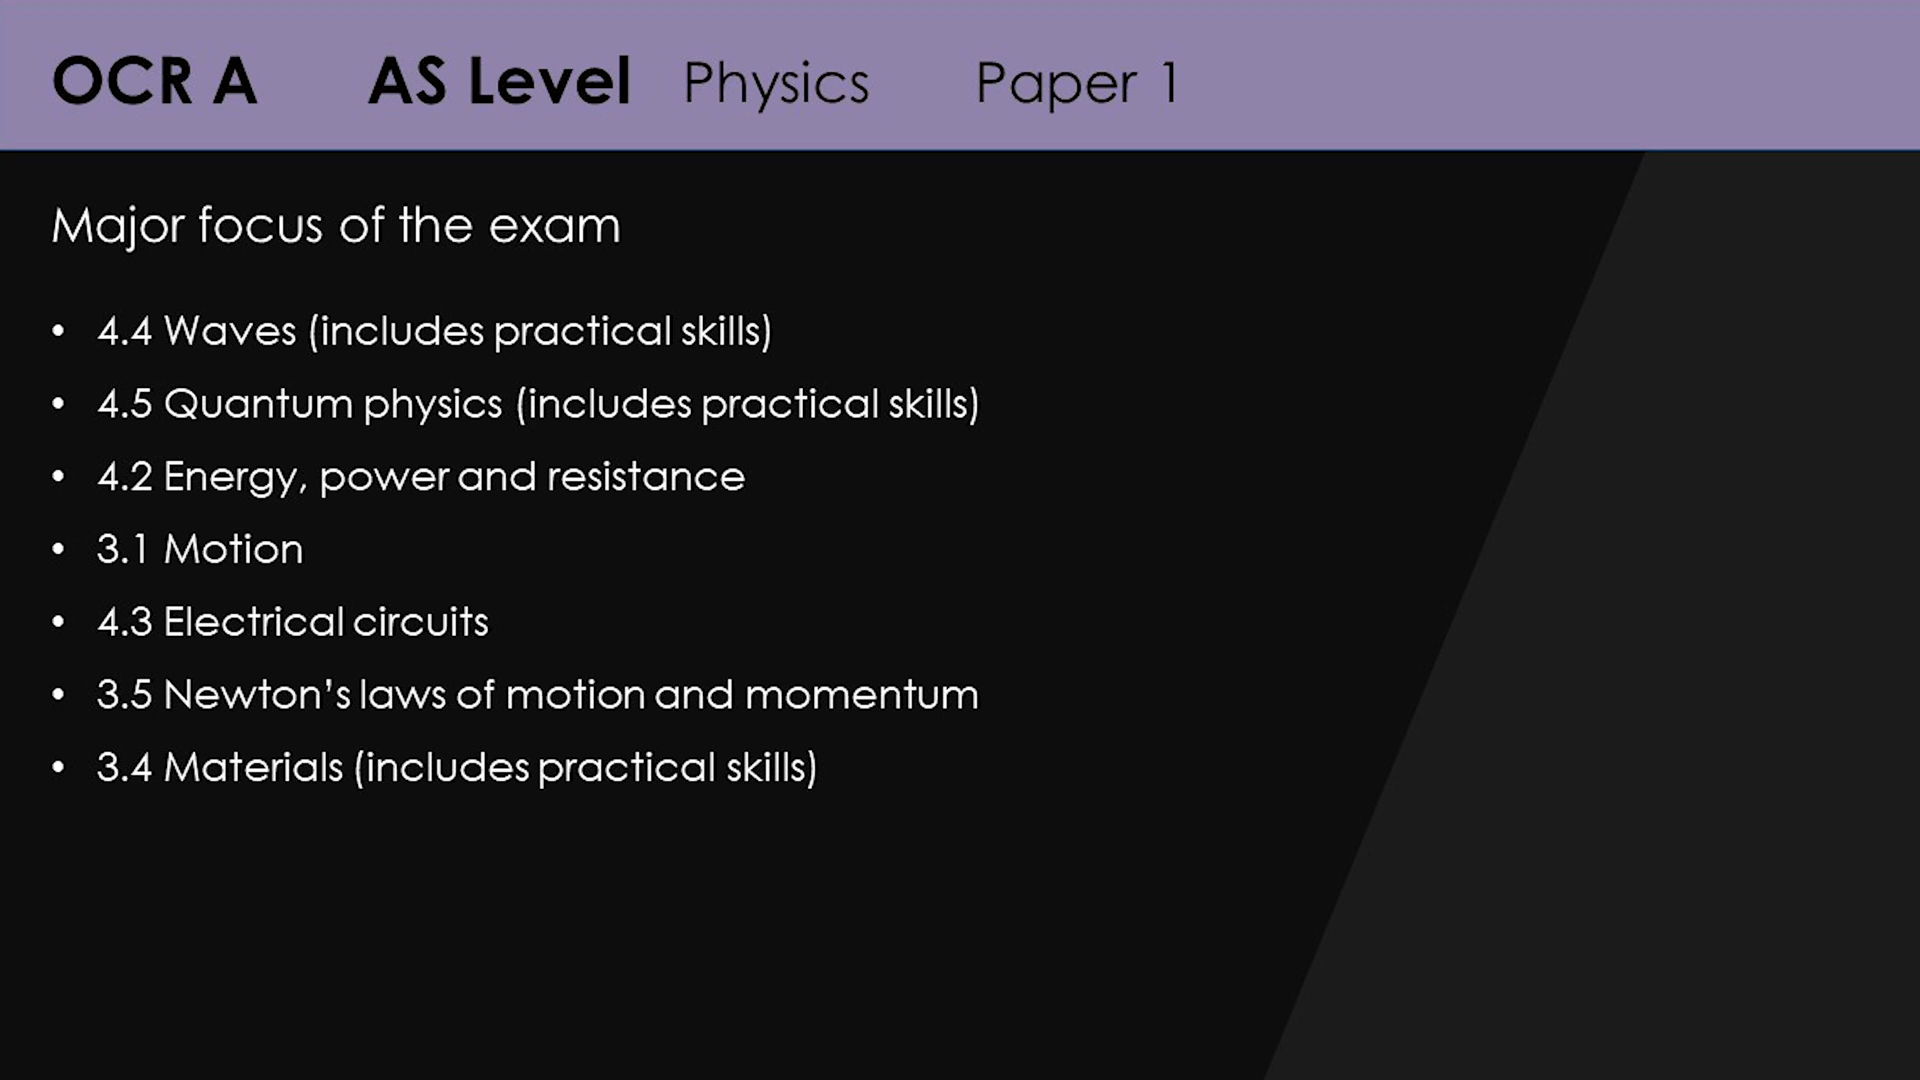 OCR A AS Level Physics Paper 1
Major focus of the exam
• 4.4 Waves (includes practical skills)
• 4.5 Quantum physics (includes practical skills)
• 4.2 Energy, power and resistance
• 3.1 Motion
• 4.3 Electrical circuits
• 3.5 Newton’s laws of motion and momentum
• 3.4 Materials (includes practical skills)